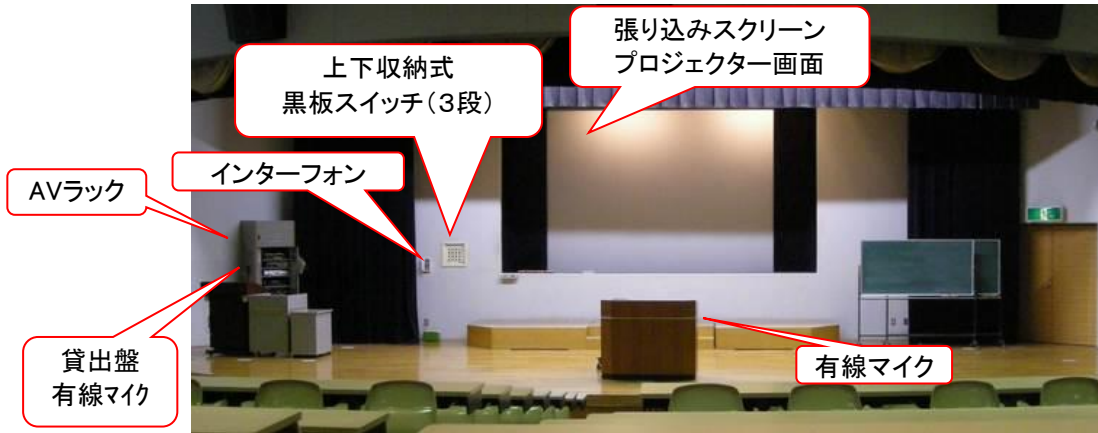 張り込みスクリーン
プロジェクター画面
上下収納式
黒板スイッチ（３段）
インターフォン
AVラック
貸出盤
有線マイク
有線マイク